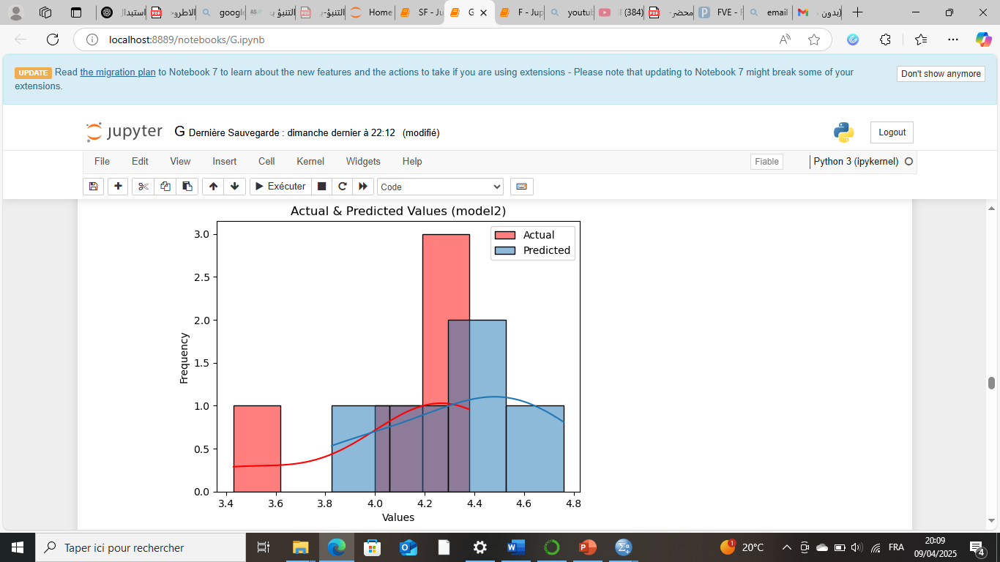 استبدال
الاطرو
google
AS
التنبؤ ب
التنبؤ-ب
Home
SF - Ju
G
F - Jup
youtu
(384)
محضر-
FVE - F
email
(بدون
localhost:8889/notebooks/G.ipynb
UPDATE Read the migration plan to Notebook 7 to learn about the new features and the actions to take if you are using extensions - Please note that updating to Notebook 7 might break some of your
extensions.
Don't show anymore
jupyter G Dernière Sauvegarde : dimanche dernier à 22:12 (modifié)
Logout
File Edit View Insert Cell Kernel Widgets Help
Fiable
Python 3 (ipykernel)
Exécuter
Code
Actual & Predicted Values (model2)
Actual
Predicted
Frequency
3.0
2.5
2.0
1.5
1.0
0.5
0.0
3.4 3.6 3.8 4.0 4.2 4.4 4.6 4.8
Values
Taper ici pour rechercher
1
20°C
FRA
20:09
09/04/2025
4